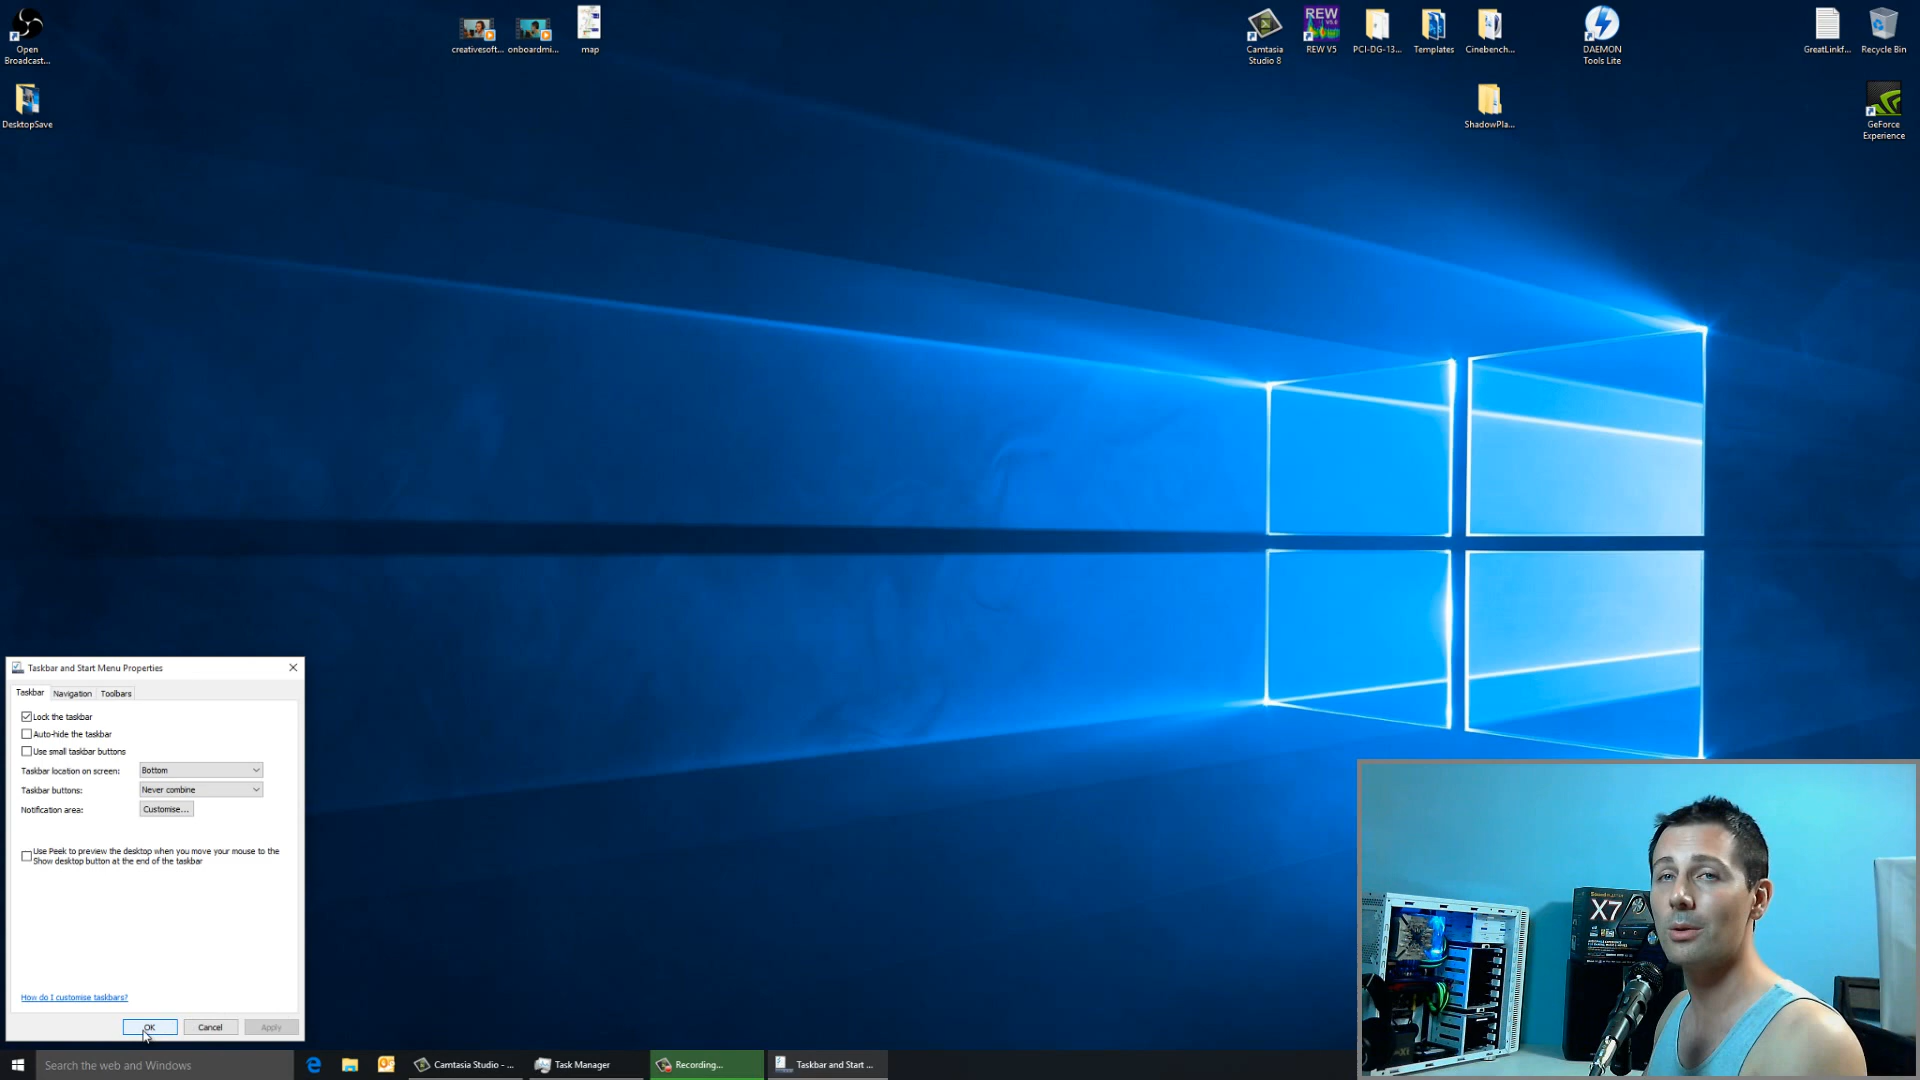 Open
Broadcast...
creativesoft...
onboardmi...
map
Camtasia
Studio 8
REW
REW V5
PCI-DG-13...
Templates
Cinebench...
DAEMON
Tools Lite
GreatLinkf...
Recycle Bin
DesktopSave
ShadowPla...
GeForce
Experience
Taskbar and Start Menu Properties
Taskbar Navigation Toolbars
Lock the taskbar
Auto-hide the taskbar
Use small taskbar buttons
Taskbar location on screen: Bottom
Taskbar buttons: Never combine
Notification area: Customise...
Use Peek to preview the desktop when you move your mouse to the
Show desktop button at the end of the taskbar
How do I customise taskbars?
OK Cancel Apply
X7
Search the web and Windows
Camtasia Studio - ...
Task Manager
Recording...
Taskbar and Start ...